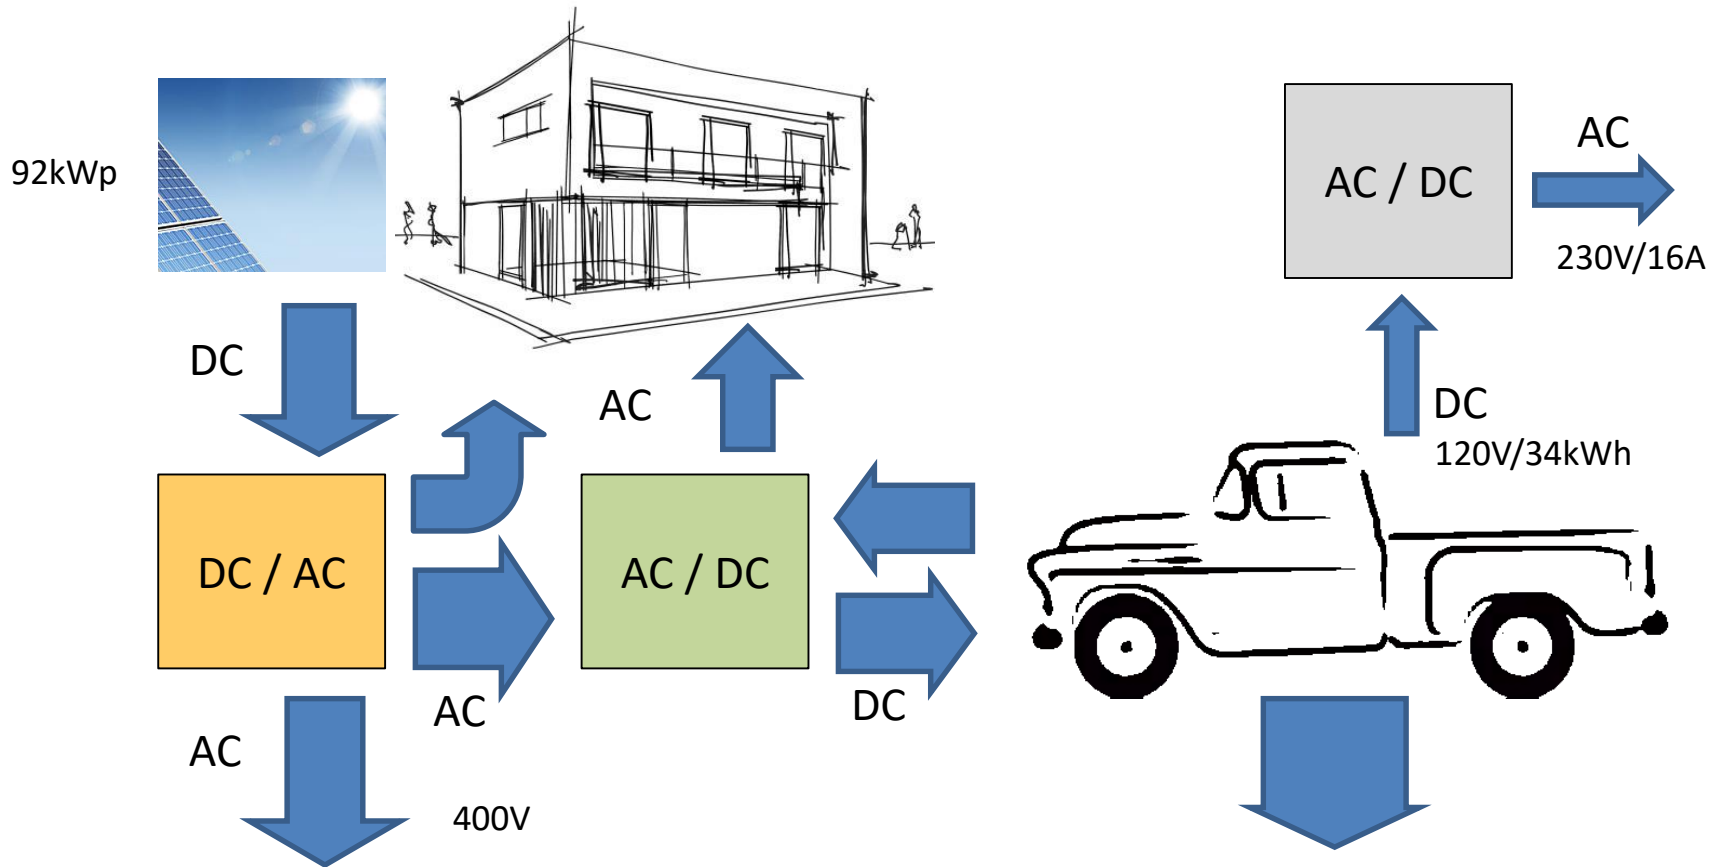 92kWp
AC / DC
AC
230V/16A
DC
AC
DC
120V/34kWh
DC / AC
AC / DC
AC
DC
AC
400V